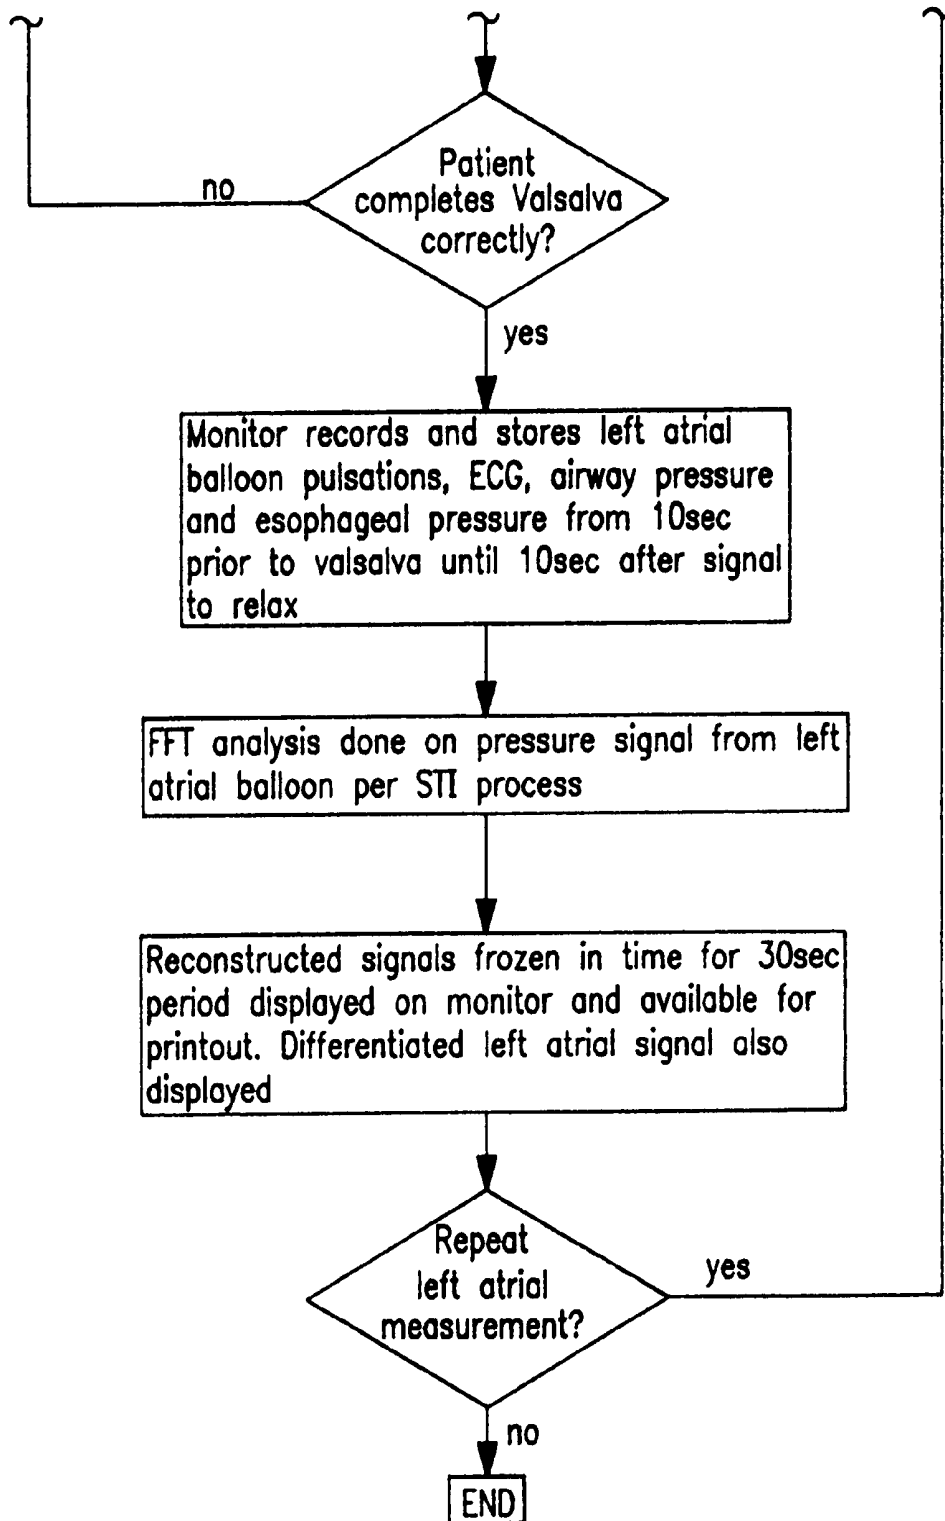 Patient
completes Valsalva
correctly?
no
yes
Monitor records and stores left atrial
balloon pulsations, ECG, airway pressure
and esophageal pressure from 10sec
prior to valsalva until 10sec after signal
to relax
FFT analysis done on pressure signal from left
atrial balloon per STI process
Reconstructed signals frozen in time for 30sec
period displayed on monitor and available for
printout. Differentiated left atrial signal also
displayed
Repeat
left atrial
measurement?
yes
no
END